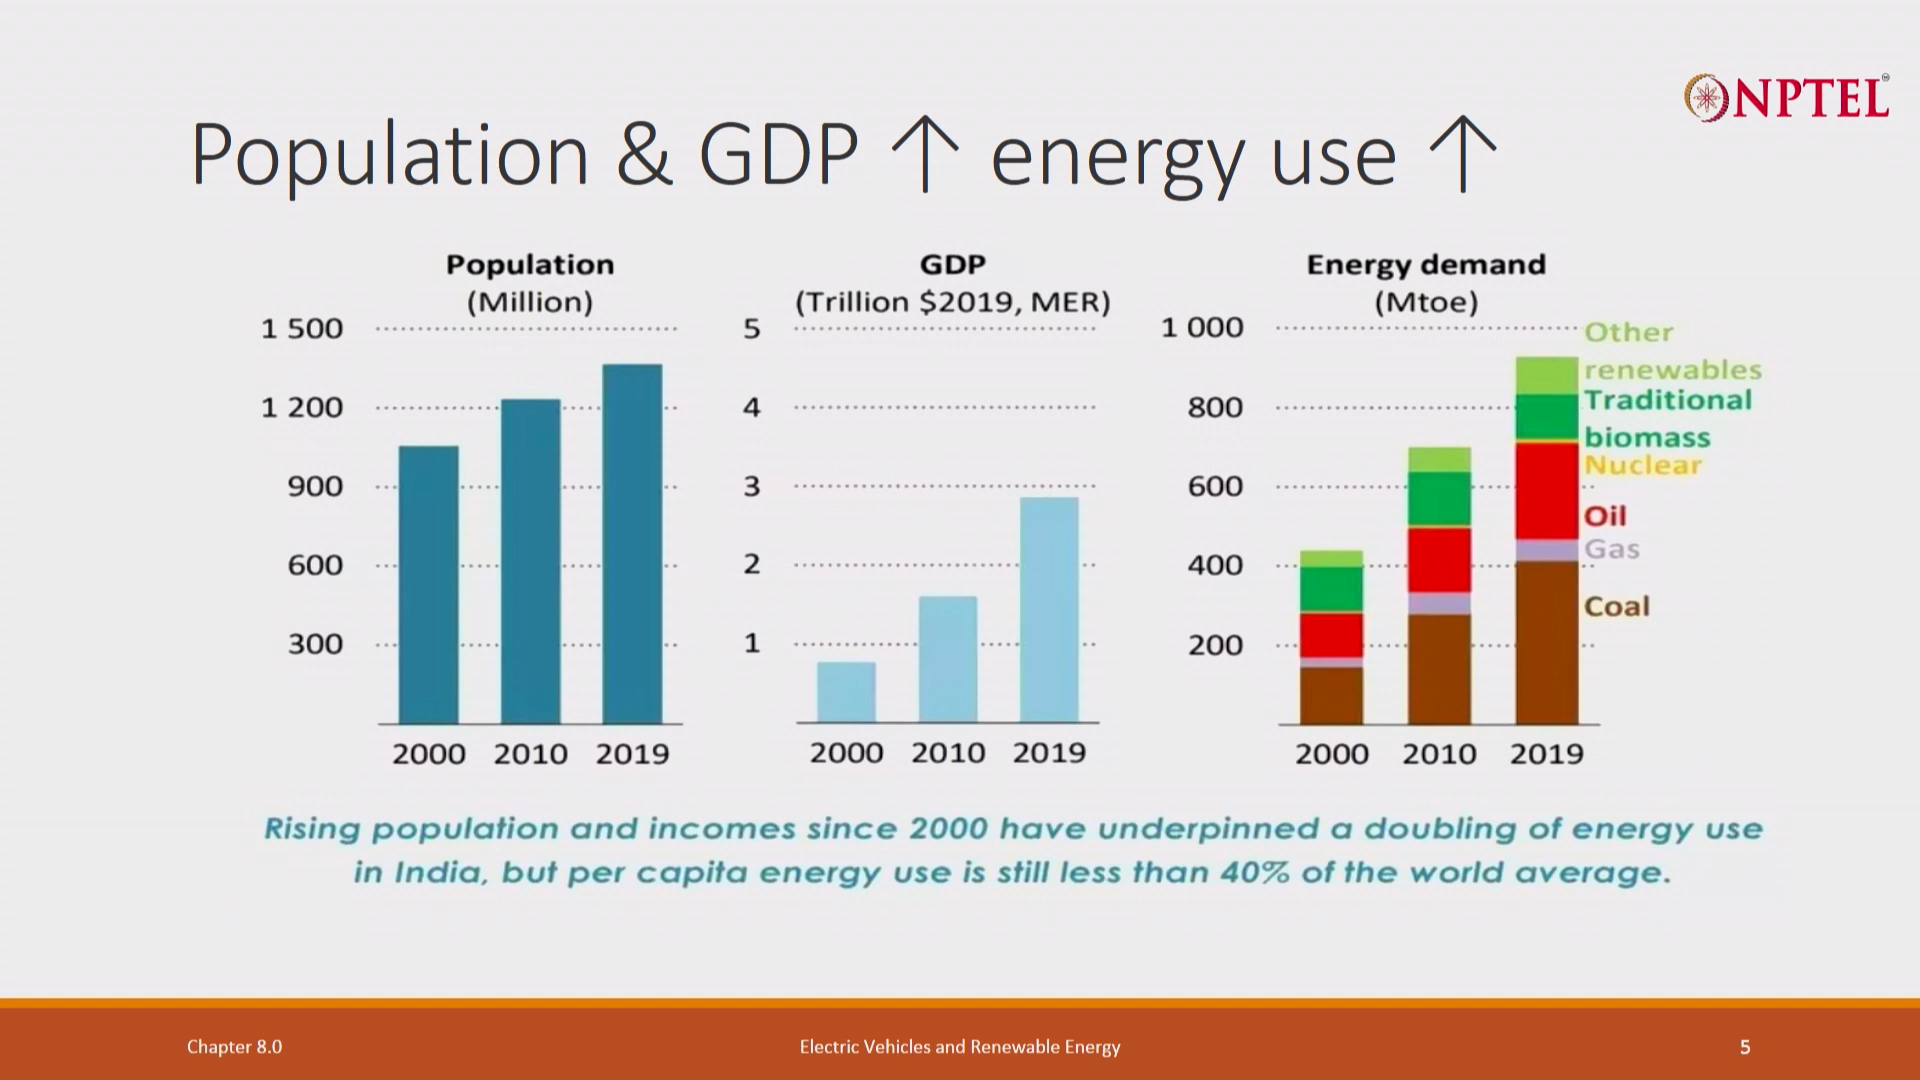 NPTEL™
Population & GDP ↑ energy use ↑
Population
(Million)
1 500
1 200
900
600
300
2000 2010 2019
GDP
(Trillion $2019, MER)
5
4
3
2
1
2000 2010 2019
Energy demand
(Mtoe)
1 000
800
600
400
200
Other
renewables
Traditional
biomass
Nuclear
Oil
Gas
Coal
2000 2010 2019
Rising population and incomes since 2000 have underpinned a doubling of energy use
in India, but per capita energy use is still less than 40% of the world average.
Chapter 8.0
Electric Vehicles and Renewable Energy
5